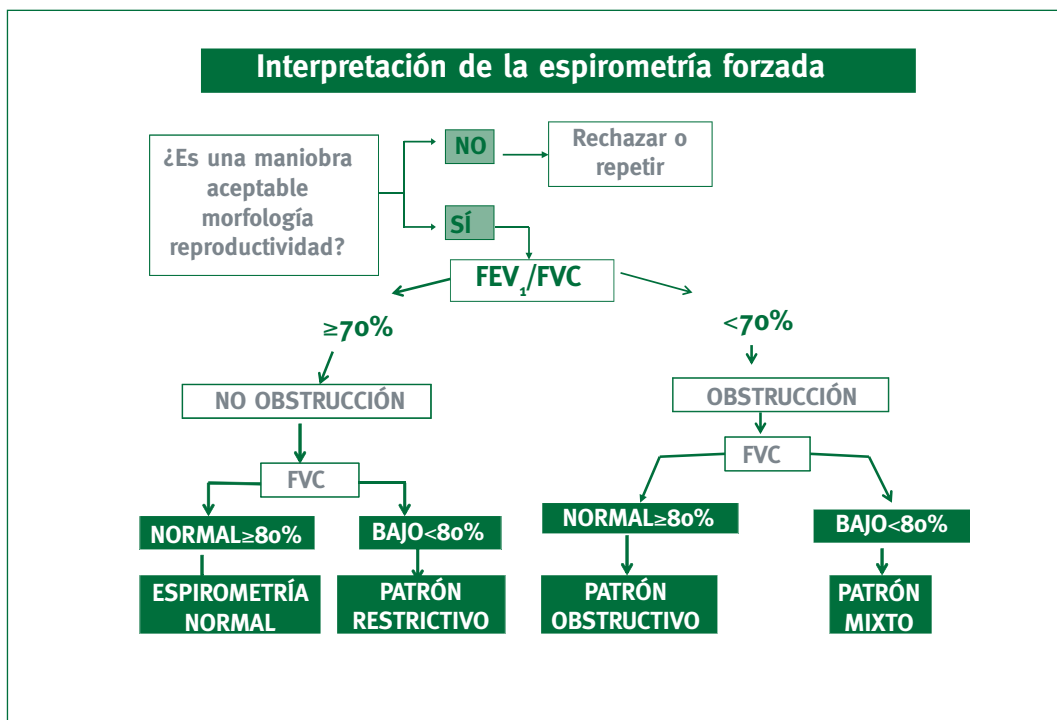 Interpretación de la espirometría forzada
¿Es una maniobra
aceptable
morfología
reproductividad?
NO
Rechazar o
repetir
SÍ
FEV₁/FVC
≥70%
<70%
NO OBSTRUCCIÓN
OBSTRUCCIÓN
FVC
FVC
NORMAL≥80%
BAJO<80%
NORMAL≥80%
BAJO<80%
ESPIROMETRÍA
NORMAL
PATRÓN
RESTRICTIVO
PATRÓN
OBSTRUCTIVO
PATRÓN
MIXTO